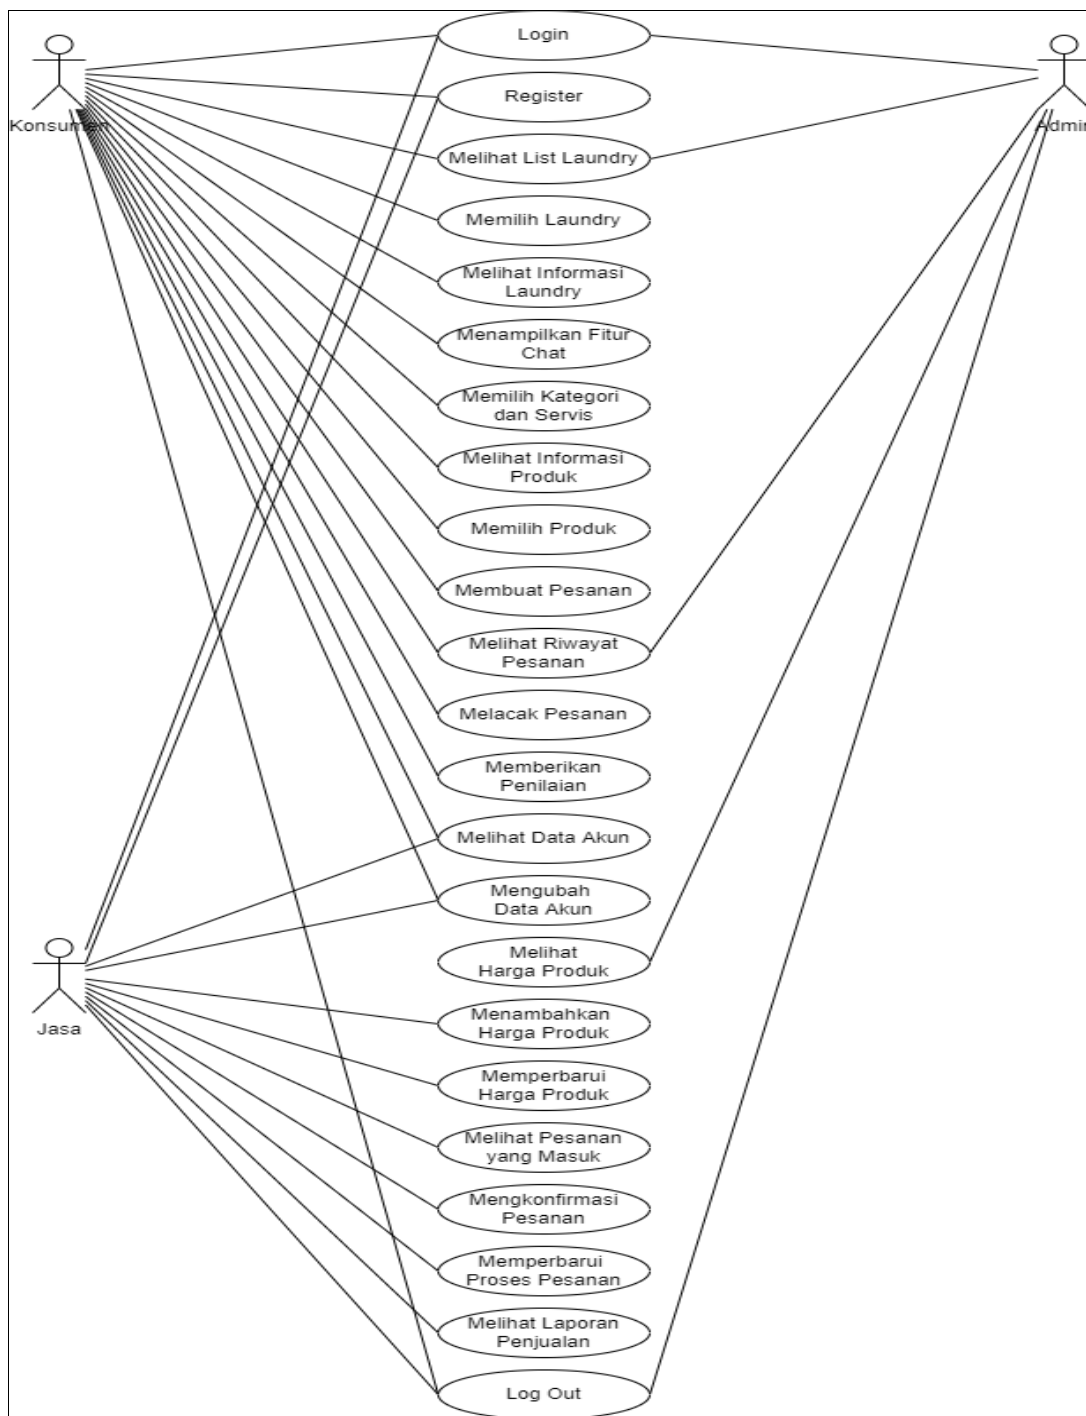 Login
Konsumen
Admin
Register
Melihat List Laundry
Memilih Laundry
Melihat Informasi
Laundry
Menampilkan Fitur
Chat
Memilih Kategori
dan Servis
Melihat Informasi
Produk
Memilih Produk
Membuat Pesanan
Melihat Riwayat
Pesanan
Melacak Pesanan
Memberikan
Penilaian
Melihat Data Akun
Mengubah
Data Akun
Melihat
Harga Produk
Jasa
Menambahkan
Harga Produk
Memperbarui
Harga Produk
Melihat Pesanan
yang Masuk
Mengkonfirmasi
Pesanan
Memperbarui
Proses Pesanan
Melihat Laporan
Penjualan
Log Out